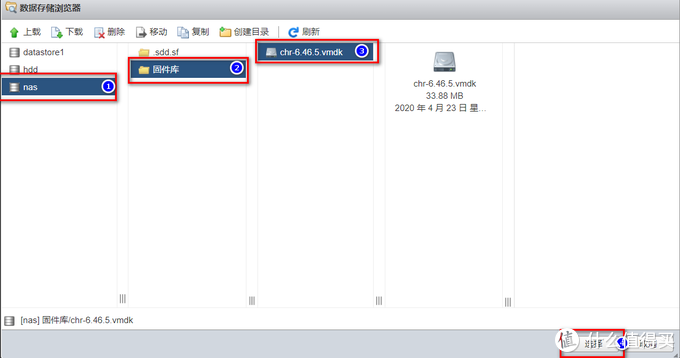 数据存储浏览器
上载 下载 删除 移动 复制 创建目录 刷新
datastore1
hdd
nas 1
.sdd.sf
固件库 2
chr-6.46.5.vmdk 3
chr-6.46.5.vmdk
33.88 MB
2020 年 4 月 23 日 星...
[nas] 固件库/chr-6.46.5.vmdk
值 什么值得买